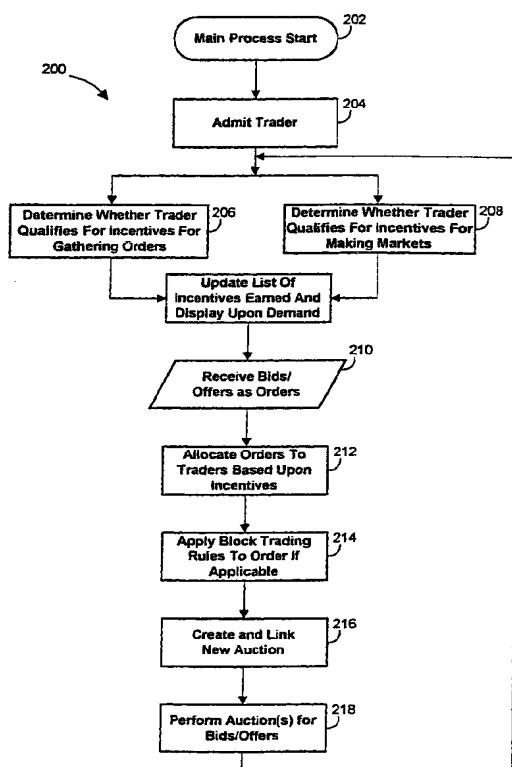 202
Main Process Start
200
204
Admit Trader
Determine Whether Trader
Qualifies For Incentives For
Gathering Orders
206
Determine Whether Trader
Qualifies For Incentives For
Making Markets
208
Update List Of
Incentives Earned And
Display Upon Demand
210
Receive Bids/
Offers as Orders
212
Allocate Orders To
Traders Based Upon
Incentives
214
Apply Block Trading
Rules To Order If
Applicable
216
Create and Link
New Auction
218
Perform Auction(s) for
Bids/Offers